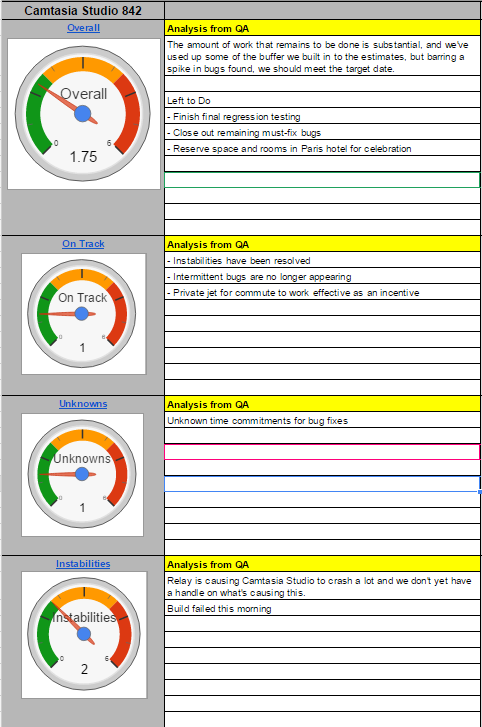 Camtasia Studio 842
Overall
Analysis from QA
Overall
0
6
1.75
The amount of work that remains to be done is substantial, and we've
used up some of the buffer we built in to the estimates, but barring a
spike in bugs found, we should meet the target date.
Left to Do
- Finish final regression testing
- Close out remaining must-fix bugs
- Reserve space and rooms in Paris hotel for celebration
On Track
Analysis from QA
On Track
0
6
1
- Instabilities have been resolved
- Intermittent bugs are no longer appearing
- Private jet for commute to work effective as an incentive
Unknowns
Analysis from QA
Unknowns
0
6
1
Unknown time commitments for bug fixes
Instabilities
Analysis from QA
Instabilities
0
6
2
Relay is causing Camtasia Studio to crash a lot and we don't yet have
a handle on what's causing this.
Build failed this morning